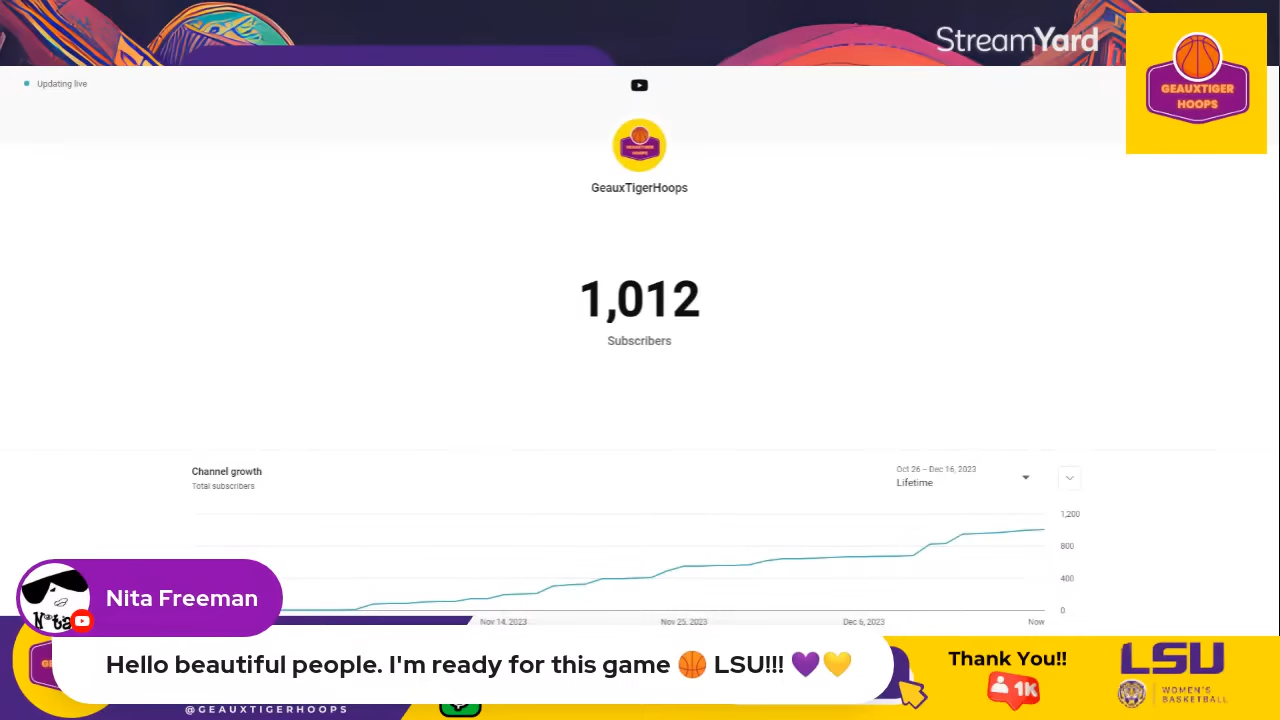 StreamYard
GEAUXTIGER
HOOPS
Updating live
GeauxTigerHoops
1,012
Subscribers
Channel growth
Total subscribers
Oct 26 – Dec 16, 2023
Lifetime
1,200
800
400
0
Nov 14, 2023
Nov 25, 2023
Dec 6, 2023
Now
Nita Freeman
Hello beautiful people. I'm ready for this game 🏀 LSU!!! 💜💛
@GEAUXTIGERHOOPS
Thank You!!
1K
LSU
WOMEN'S
BASKETBALL